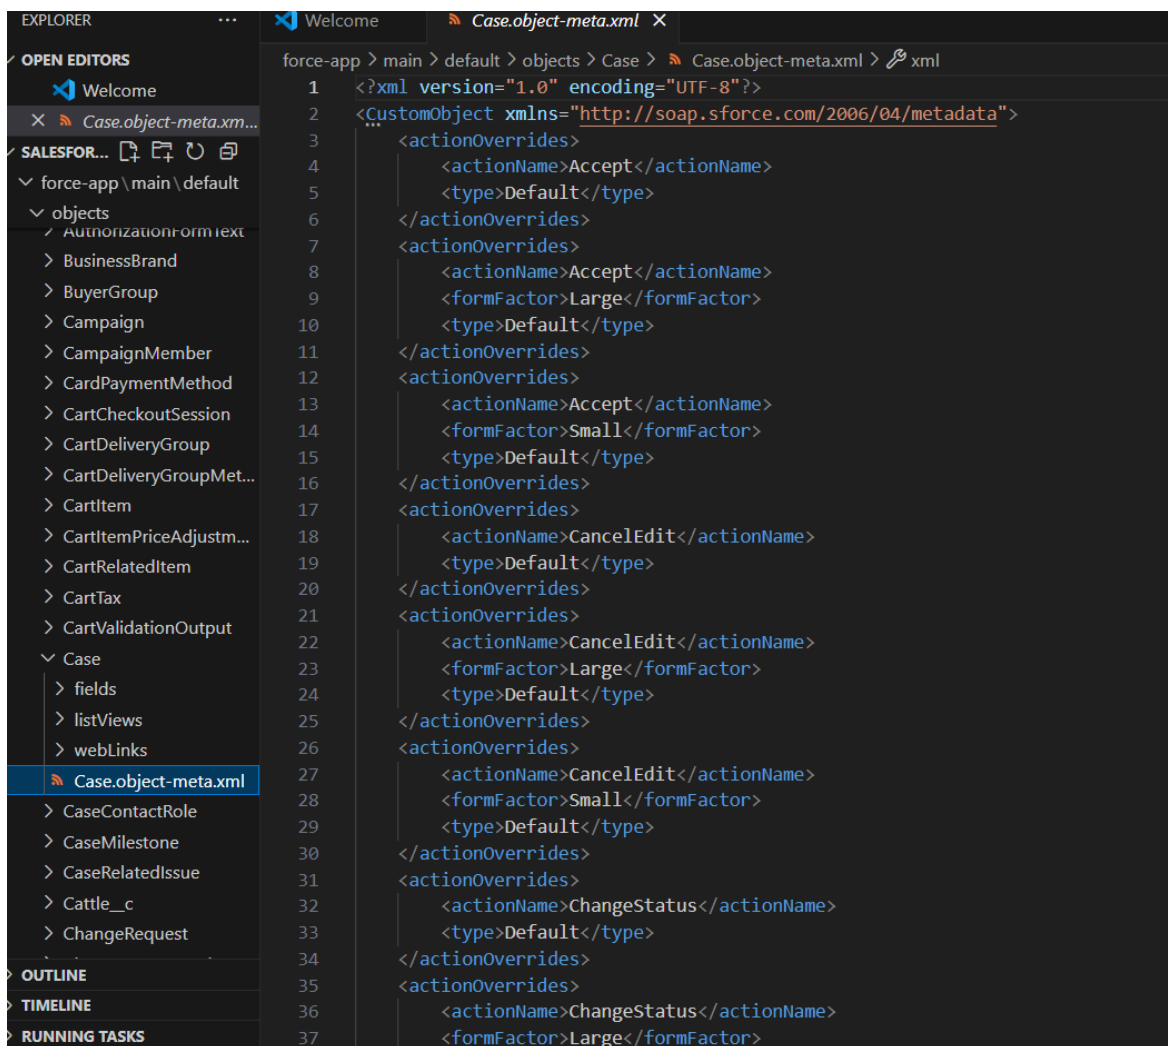 EXPLORER
OPEN EDITORS
Welcome
Case.object-meta.xm...
SALESFOR...
force-app\main\default
objects
AuthorizationFormText
BusinessBrand
BuyerGroup
Campaign
CampaignMember
CardPaymentMethod
CartCheckoutSession
CartDeliveryGroup
CartDeliveryGroupMet...
CartItem
CartItemPriceAdjustm...
CartRelatedItem
CartTax
CartValidationOutput
Case
fields
listViews
webLinks
Case.object-meta.xml
CaseContactRole
CaseMilestone
CaseRelatedIssue
Cattle__c
ChangeRequest
OUTLINE
TIMELINE
RUNNING TASKS
Welcome
Case.object-meta.xml
force-app > main > default > objects > Case > Case.object-meta.xml > xml
1 <?xml version="1.0" encoding="UTF-8"?>
2 <CustomObject xmlns="http://soap.sforce.com/2006/04/metadata">
3 <actionOverrides>
4 <actionName>Accept</actionName>
5 <type>Default</type>
6 </actionOverrides>
7 <actionOverrides>
8 <actionName>Accept</actionName>
9 <formFactor>Large</formFactor>
10 <type>Default</type>
11 </actionOverrides>
12 <actionOverrides>
13 <actionName>Accept</actionName>
14 <formFactor>Small</formFactor>
15 <type>Default</type>
16 </actionOverrides>
17 <actionOverrides>
18 <actionName>CancelEdit</actionName>
19 <type>Default</type>
20 </actionOverrides>
21 <actionOverrides>
22 <actionName>CancelEdit</actionName>
23 <formFactor>Large</formFactor>
24 <type>Default</type>
25 </actionOverrides>
26 <actionOverrides>
27 <actionName>CancelEdit</actionName>
28 <formFactor>Small</formFactor>
29 <type>Default</type>
30 </actionOverrides>
31 <actionOverrides>
32 <actionName>ChangeStatus</actionName>
33 <type>Default</type>
34 </actionOverrides>
35 <actionOverrides>
36 <actionName>ChangeStatus</actionName>
37 <formFactor>Large</formFactor>